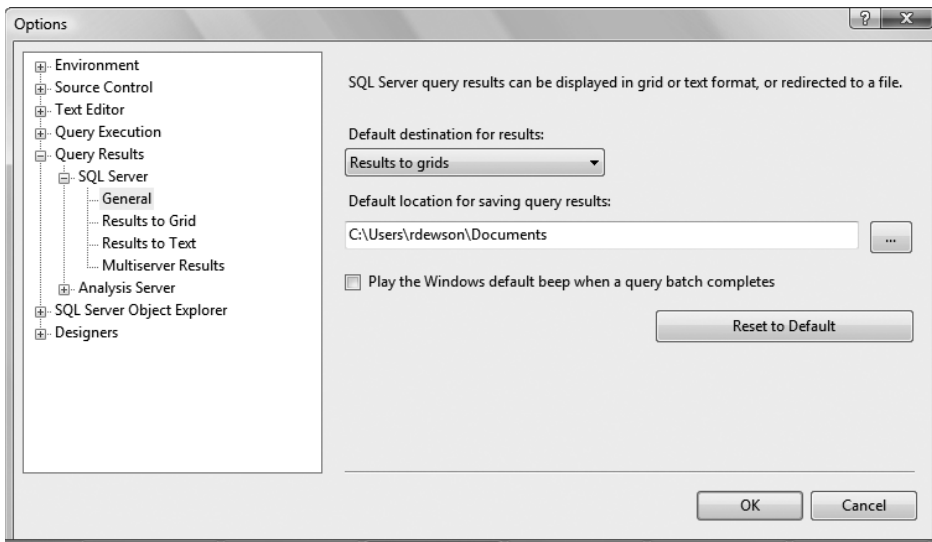 Options
Environment
Source Control
Text Editor
Query Execution
Query Results
SQL Server
General
Results to Grid
Results to Text
Multiserver Results
Analysis Server
SQL Server Object Explorer
Designers
SQL Server query results can be displayed in grid or text format, or redirected to a file.
Default destination for results:
Results to grids
Default location for saving query results:
C:\Users\rdewson\Documents
...
Play the Windows default beep when a query batch completes
Reset to Default
OK
Cancel